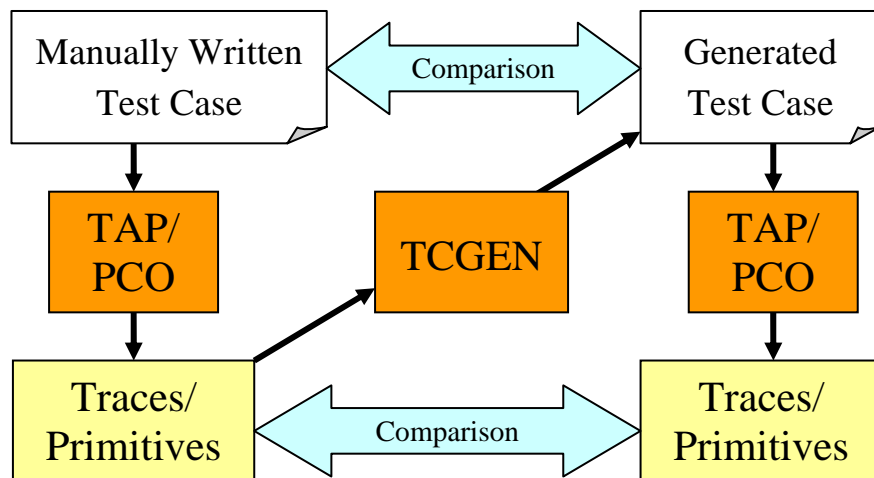 Manually Written
Test Case
Comparison
Generated
Test Case
TAP/
PCO
TCGEN
TAP/
PCO
Traces/
Primitives
Comparison
Traces/
Primitives